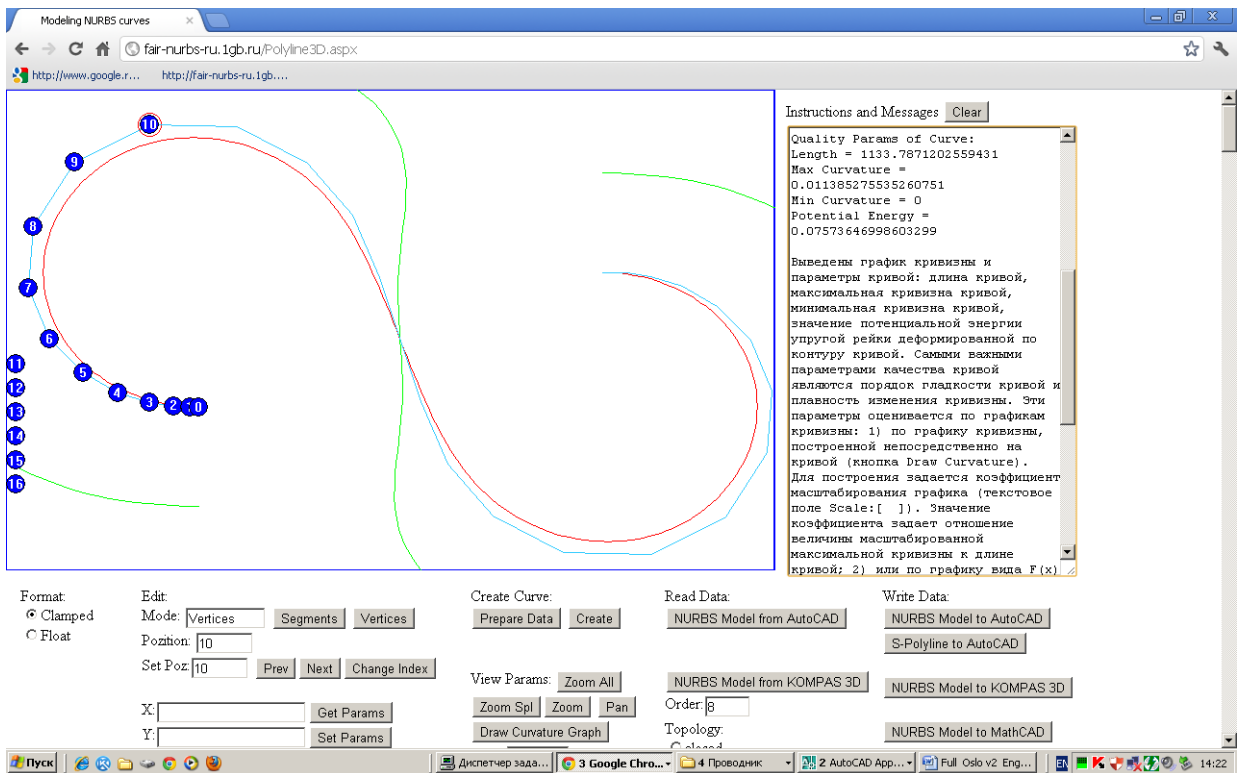 Modeling NURBS curves
fair-nurbs-ru.1gb.ru/Polyline3D.aspx
http://www.google.r... http://fair-nurbs-ru.1gb....
Instructions and Messages Clear
Quality Params of Curve:
Length = 1133.7871202559431
Max Curvature =
0.011385275535260751
Min Curvature = 0
Potential Energy =
0.07573646998603299
Выведены график кривизны и
параметры кривой: длина кривой,
максимальная кривизна кривой,
минимальная кривизна кривой,
значение потенциальной энергии
упругой рейки деформированной по
контуру кривой. Самыми важными
параметрами качества кривой
являются порядок гладкости кривой и
плавность изменения кривизны. Эти
параметры оценивается по графикам
кривизны: 1) по графику кривизны,
построенной непосредственно на
кривой (кнопка Draw Curvature).
Для построения задается коэффициент
масштабирования графика (текстовое
поле Scale:[ ]). Значение
коэффициента задает отношение
величины масштабированной
максимальной кривизны к длине
кривой; 2) или по графику вида F(x)
10
9
8
7
6
5
4
3
2
0
11
12
13
14
15
16
Format: Edit: Create Curve: Read Data: Write Data:
Clamped Mode: Vertices Segments Vertices Prepare Data Create NURBS Model from AutoCAD NURBS Model to AutoCAD
Float Pozition: 10 S-Polyline to AutoCAD
Set Poz: 10 Prev Next Change Index
View Params: Zoom All NURBS Model from KOMPAS 3D NURBS Model to KOMPAS 3D
X: Get Params Zoom Spl Zoom Pan Order: 8
Y: Set Params Draw Curvature Graph Topology: NURBS Model to MathCAD
closed
Пуск Диспетчер зада... 3 Google Chro... 4 Проводник 2 AutoCAD App... Full Oslo v2 Eng... EN 14:22